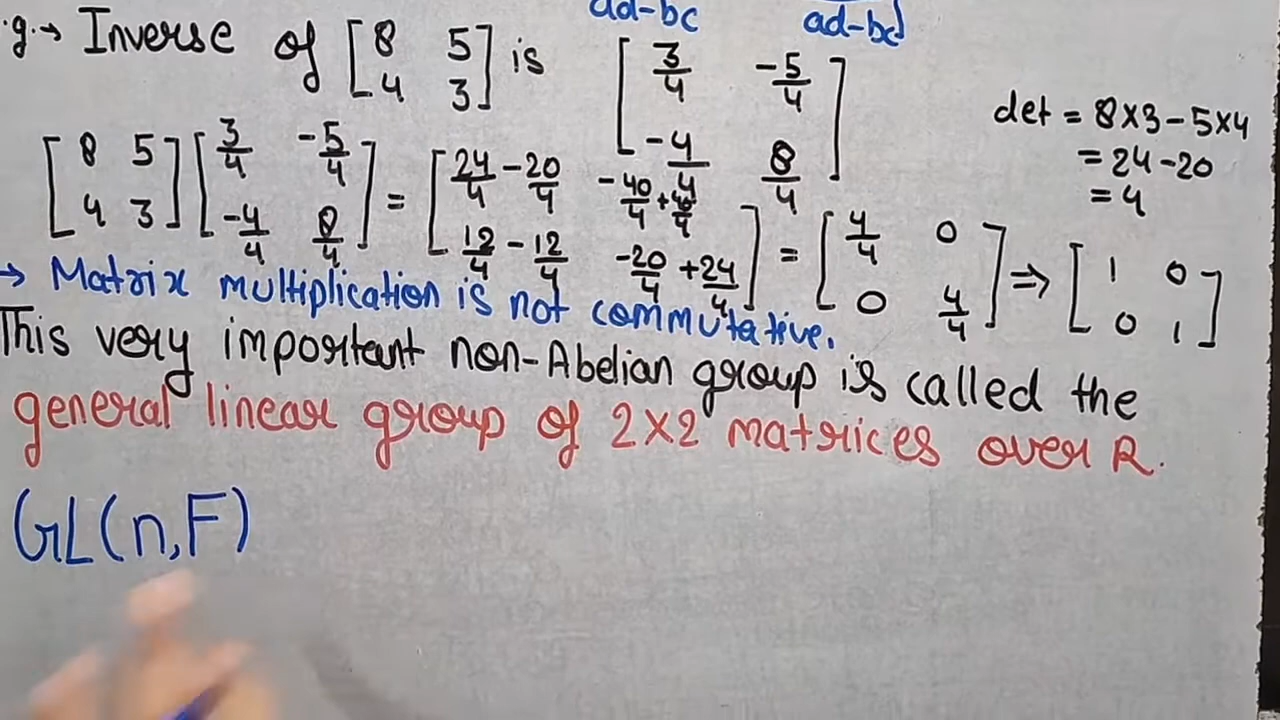 ad-bc ad-bc
.g.→ Inverse of [8 5 4 3] is [3/4 -5/4 -4/4 8/4]
det = 8×3-5×4
= 24-20
= 4
[8 5 4 3] [3/4 -5/4 -4/4 8/4] = [24/4-20/4 -40/4+40/4 12/4-12/4 -20/4+24/4] = [4/4 0 0 4/4] ⇒ [1 0 0 1]
→ Matrix multiplication is not commutative.
This very important non-Abelian group is called the
general linear group of 2×2 matrices over R.
GL(n,F)